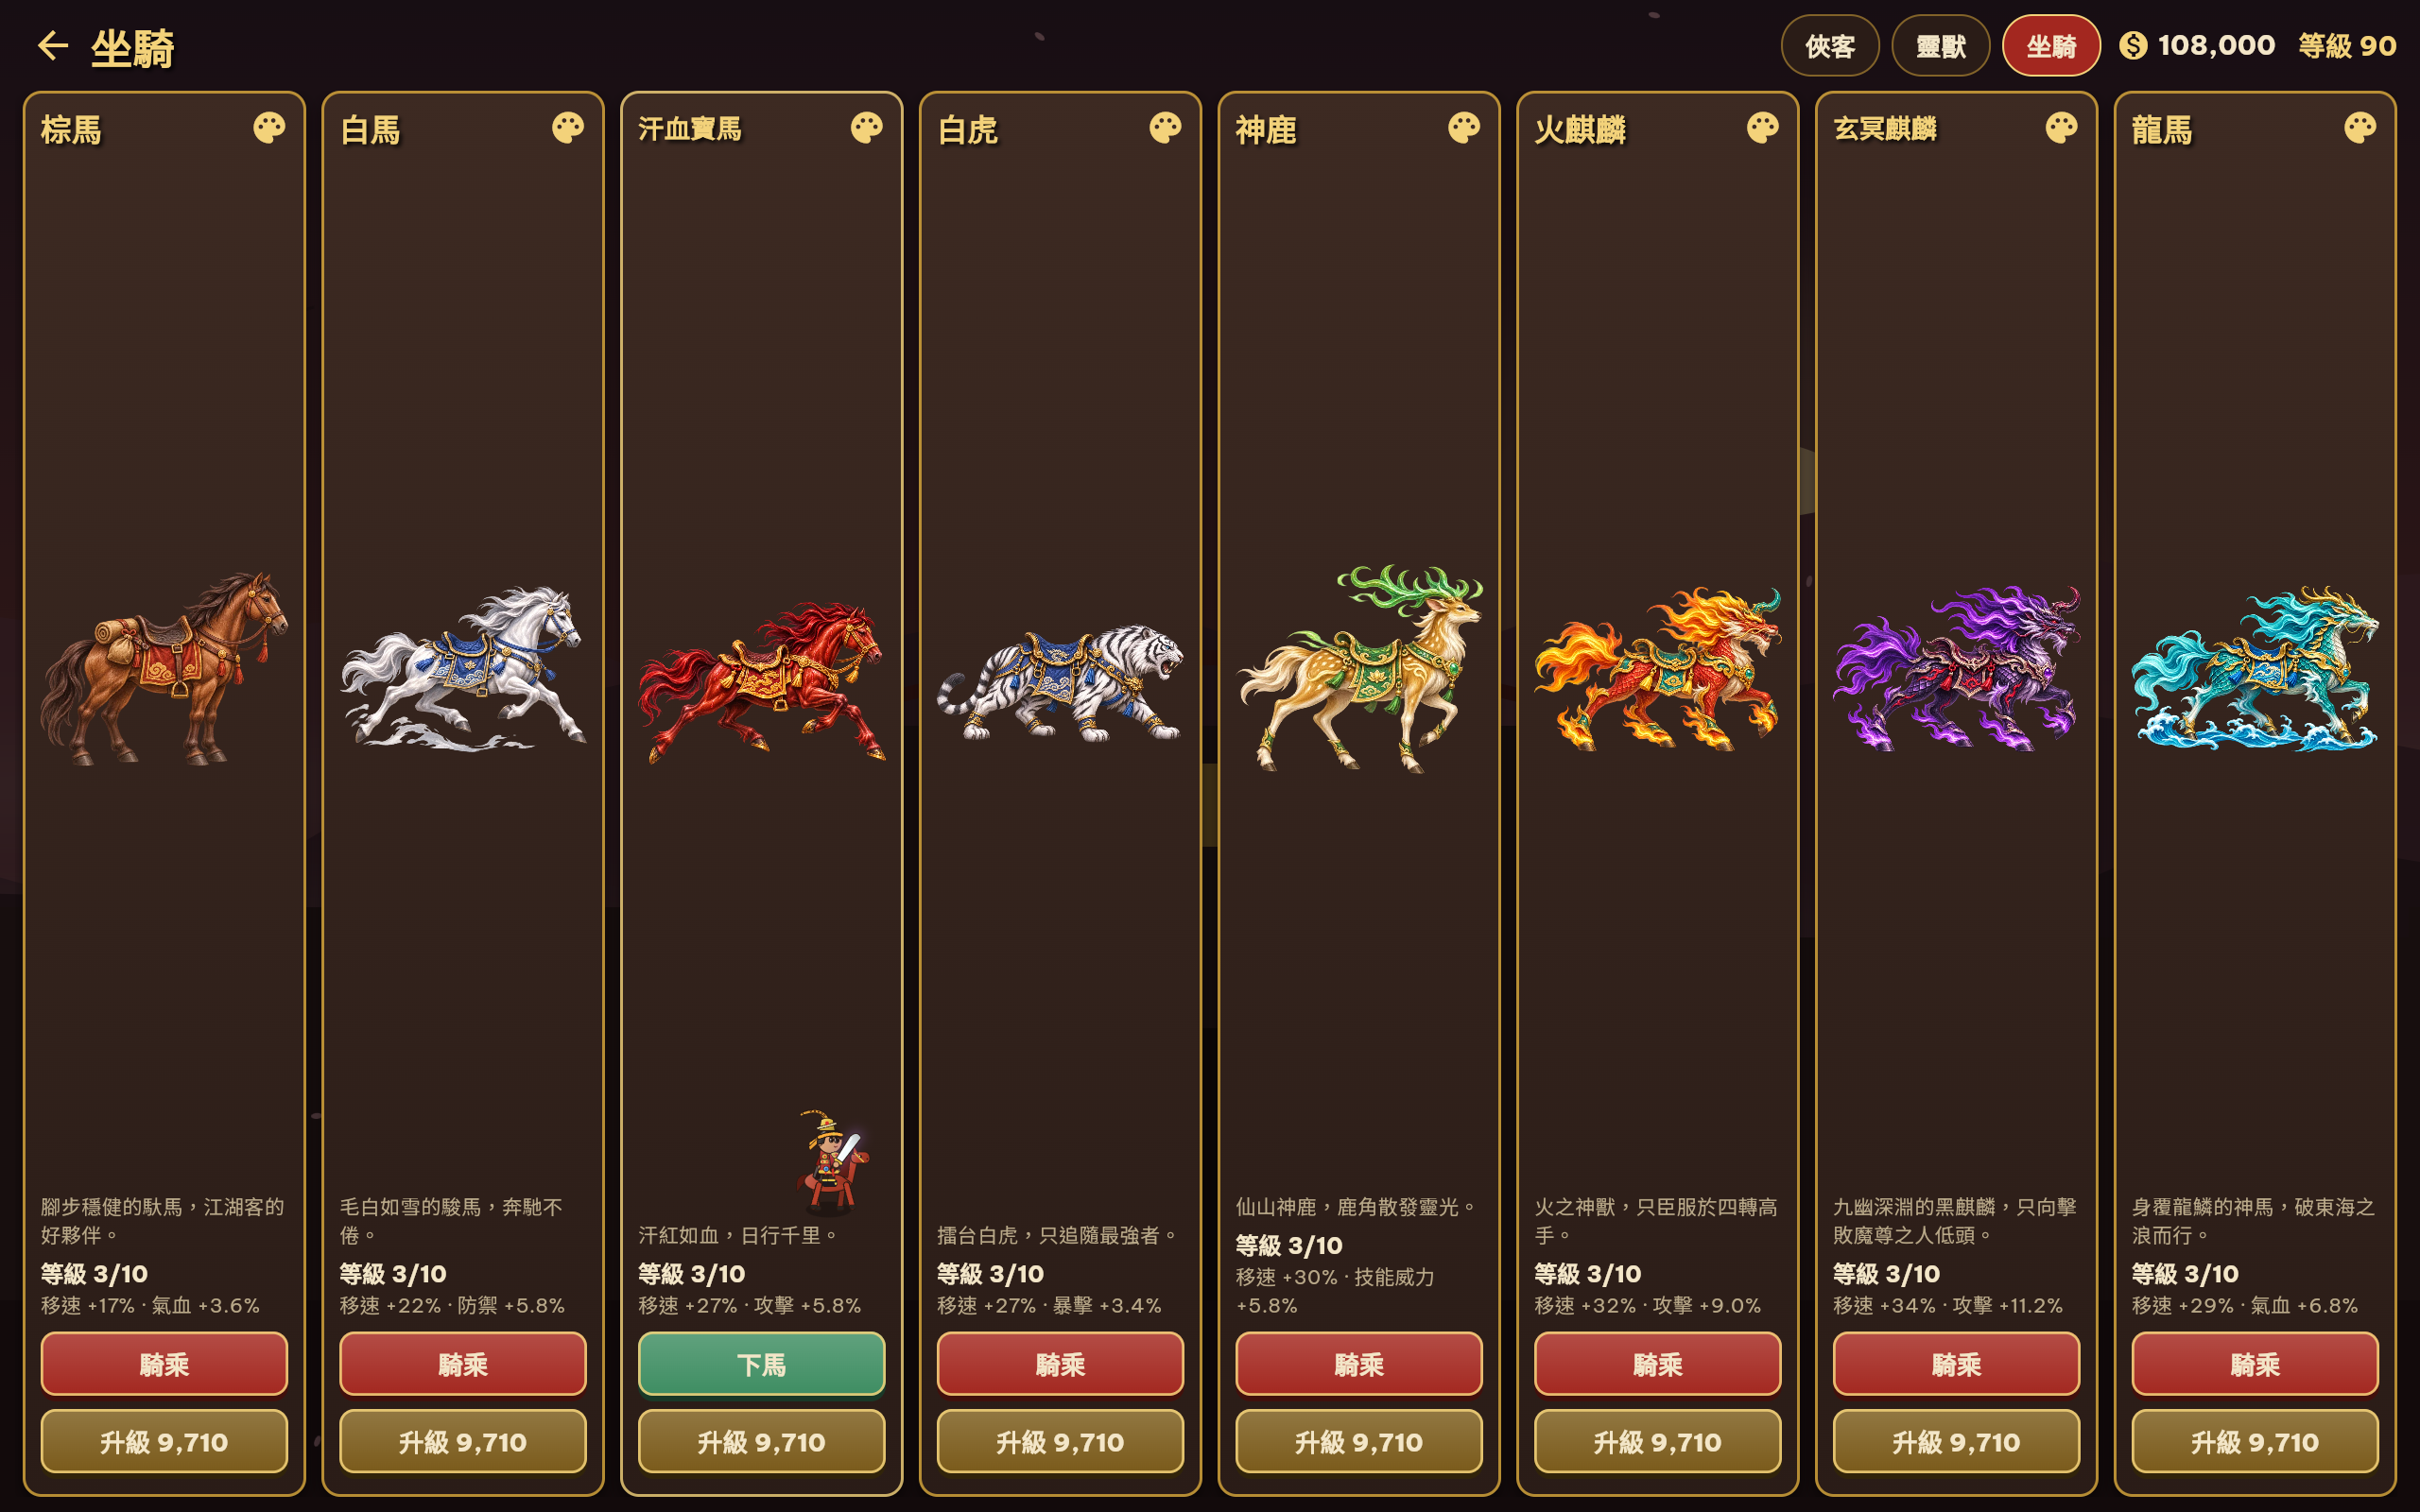 坐騎
俠客
靈獸
坐騎
108,000
等級 90
棕馬
腳步穩健的馱馬，江湖客的
好夥伴。
等級 3/10
移速 +17% · 氣血 +3.6%
騎乘
升級 9,710
白馬
毛白如雪的駿馬，奔馳不
倦。
等級 3/10
移速 +22% · 防禦 +5.8%
騎乘
升級 9,710
汗血寶馬
汗紅如血，日行千里。
等級 3/10
移速 +27% · 攻擊 +5.8%
下馬
升級 9,710
白虎
擂台白虎，只追隨最強者。
等級 3/10
移速 +27% · 暴擊 +3.4%
騎乘
升級 9,710
神鹿
仙山神鹿，鹿角散發靈光。
等級 3/10
移速 +30% · 技能威力
+5.8%
騎乘
升級 9,710
火麒麟
火之神獸，只臣服於四轉高
手。
等級 3/10
移速 +32% · 攻擊 +9.0%
騎乘
升級 9,710
玄冥麒麟
九幽深淵的黑麒麟，只向擊
敗魔尊之人低頭。
等級 3/10
移速 +34% · 攻擊 +11.2%
騎乘
升級 9,710
龍馬
身覆龍鱗的神馬，破東海之
浪而行。
等級 3/10
移速 +29% · 氣血 +6.8%
騎乘
升級 9,710